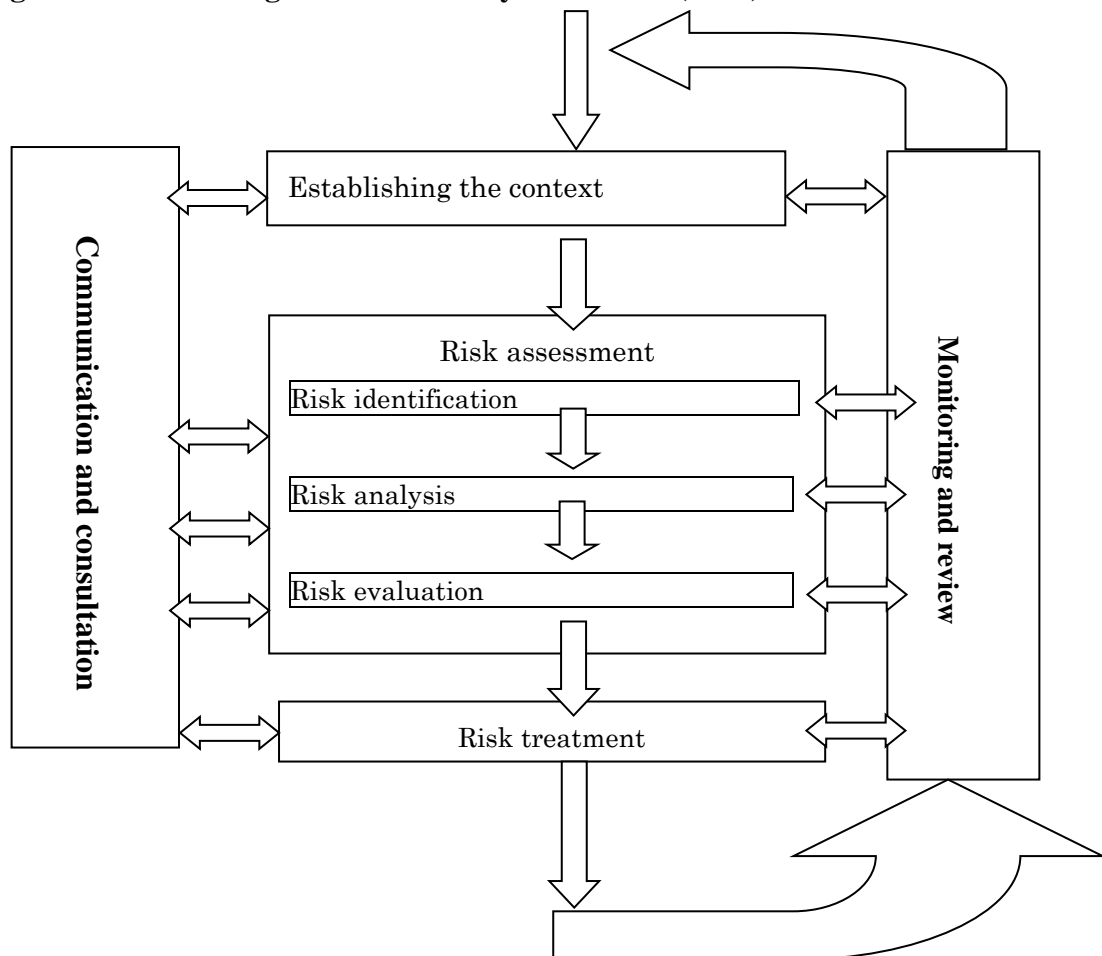 Establishing the context
Communication and consultation
Risk assessment
Risk identification
Risk analysis
Risk evaluation
Monitoring and review
Risk treatment